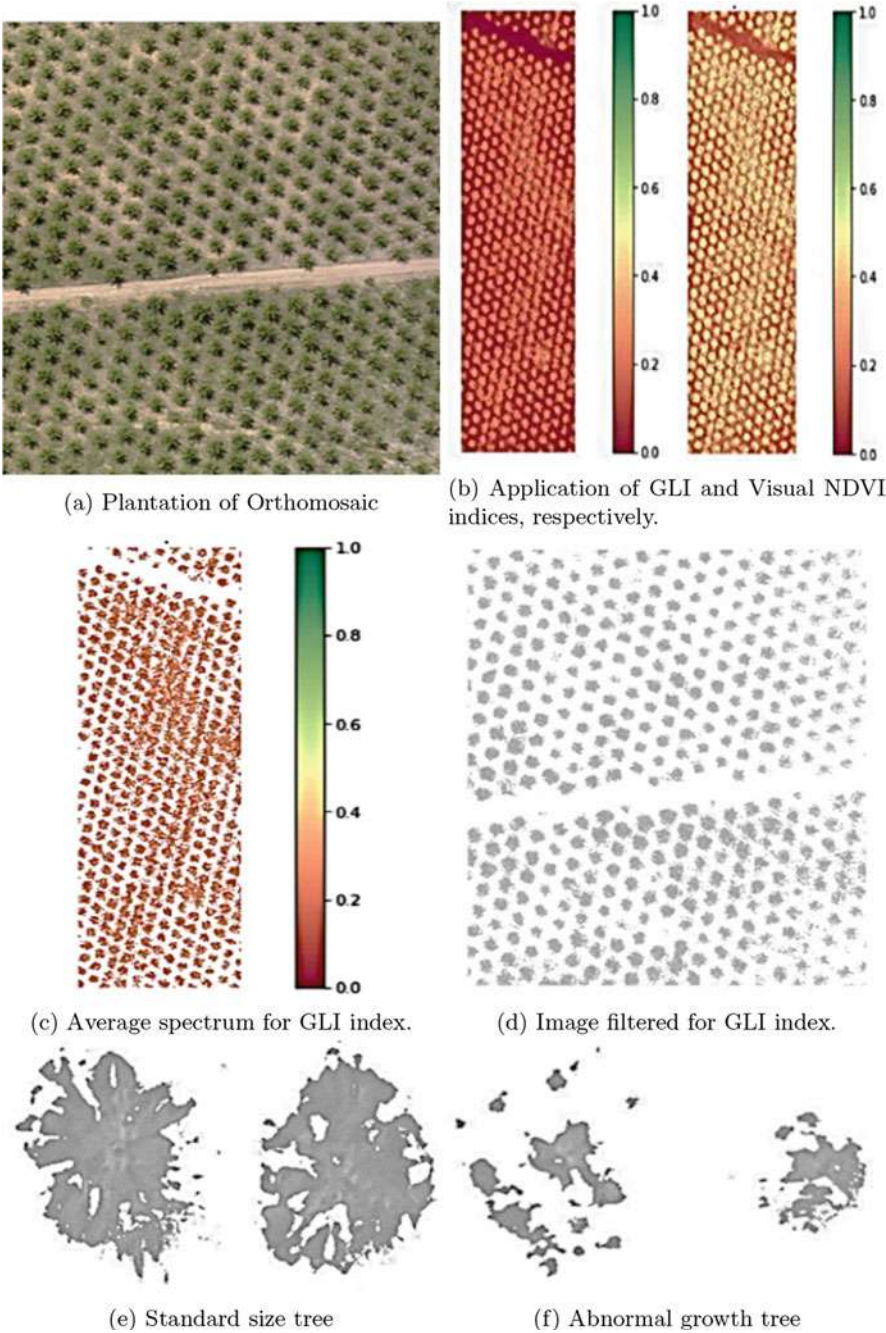 1.0
0.8
0.6
0.4
0.2
0.0
1.0
0.8
0.6
0.4
0.2
0.0
(a) Plantation of Orthomosaic
(b) Application of GLI and Visual NDVI
indices, respectively.
1.0
0.8
0.6
0.4
0.2
0.0
(c) Average spectrum for GLI index.
(d) Image filtered for GLI index.
(e) Standard size tree
(f) Abnormal growth tree